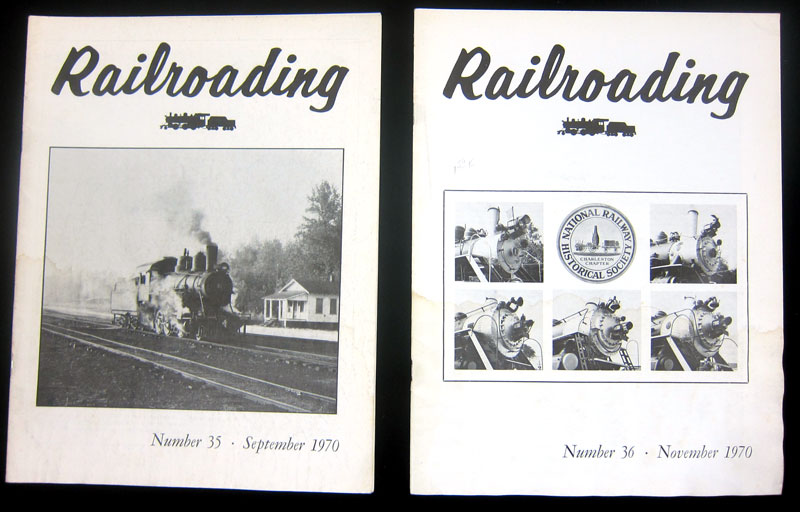 Railroading
Number 35 · September 1970
Railroading
NATIONAL RAILWAY
CHARLESTON
CHAPTER
HISTORICAL SOCIETY
Number 36 · November 1970